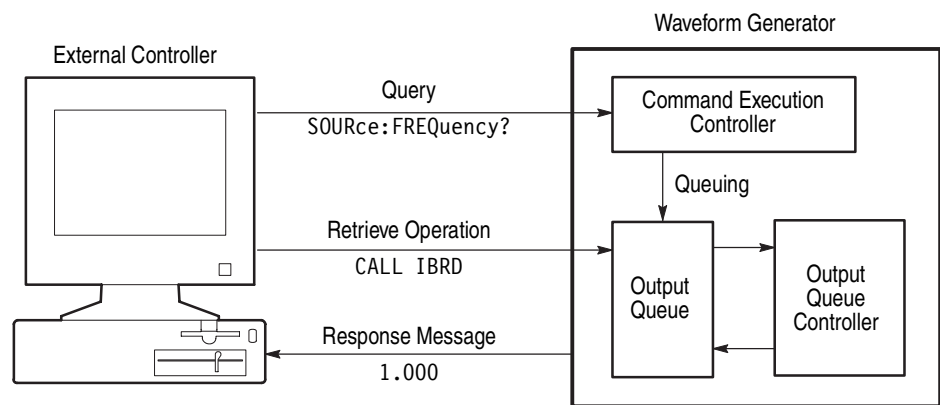 Waveform Generator
External Controller
Query
SOURce:FREQuency?
Command Execution
Controller
Queuing
Retrieve Operation
CALL IBRD
Output
Queue
Output
Queue
Controller
Response Message
1.000